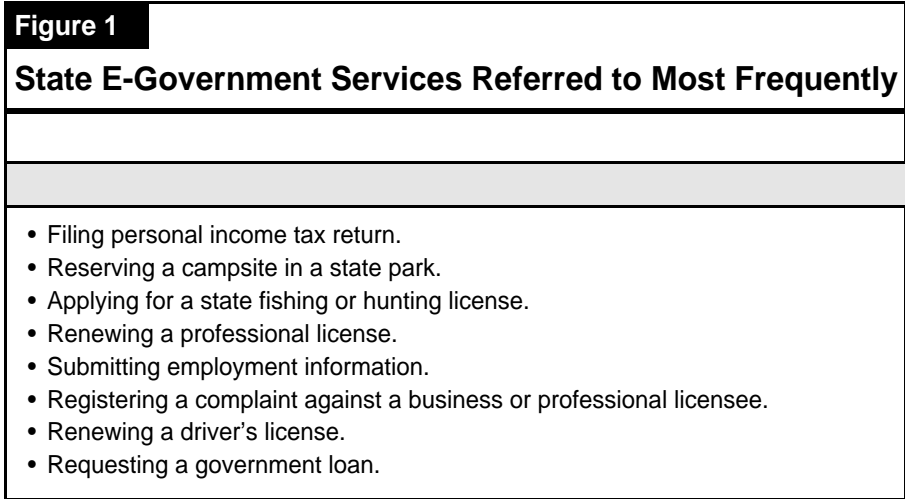 Figure 1
State E-Government Services Referred to Most Frequently
• Filing personal income tax return.
• Reserving a campsite in a state park.
• Applying for a state fishing or hunting license.
• Renewing a professional license.
• Submitting employment information.
• Registering a complaint against a business or professional licensee.
• Renewing a driver's license.
• Requesting a government loan.